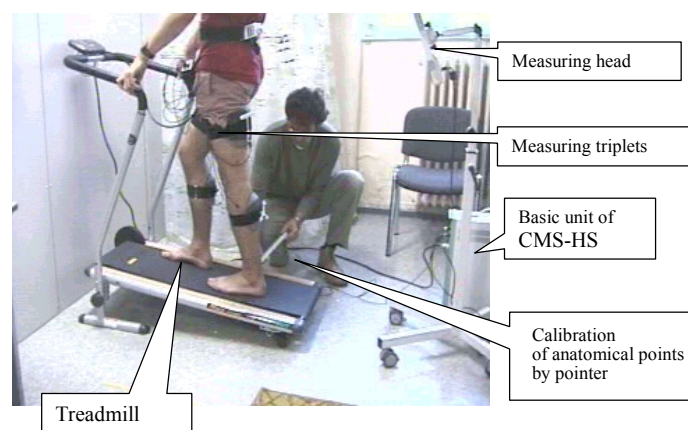 Measuring head
Measuring triplets
Basic unit of
CMS-HS
Calibration
of anatomical points
by pointer
Treadmill